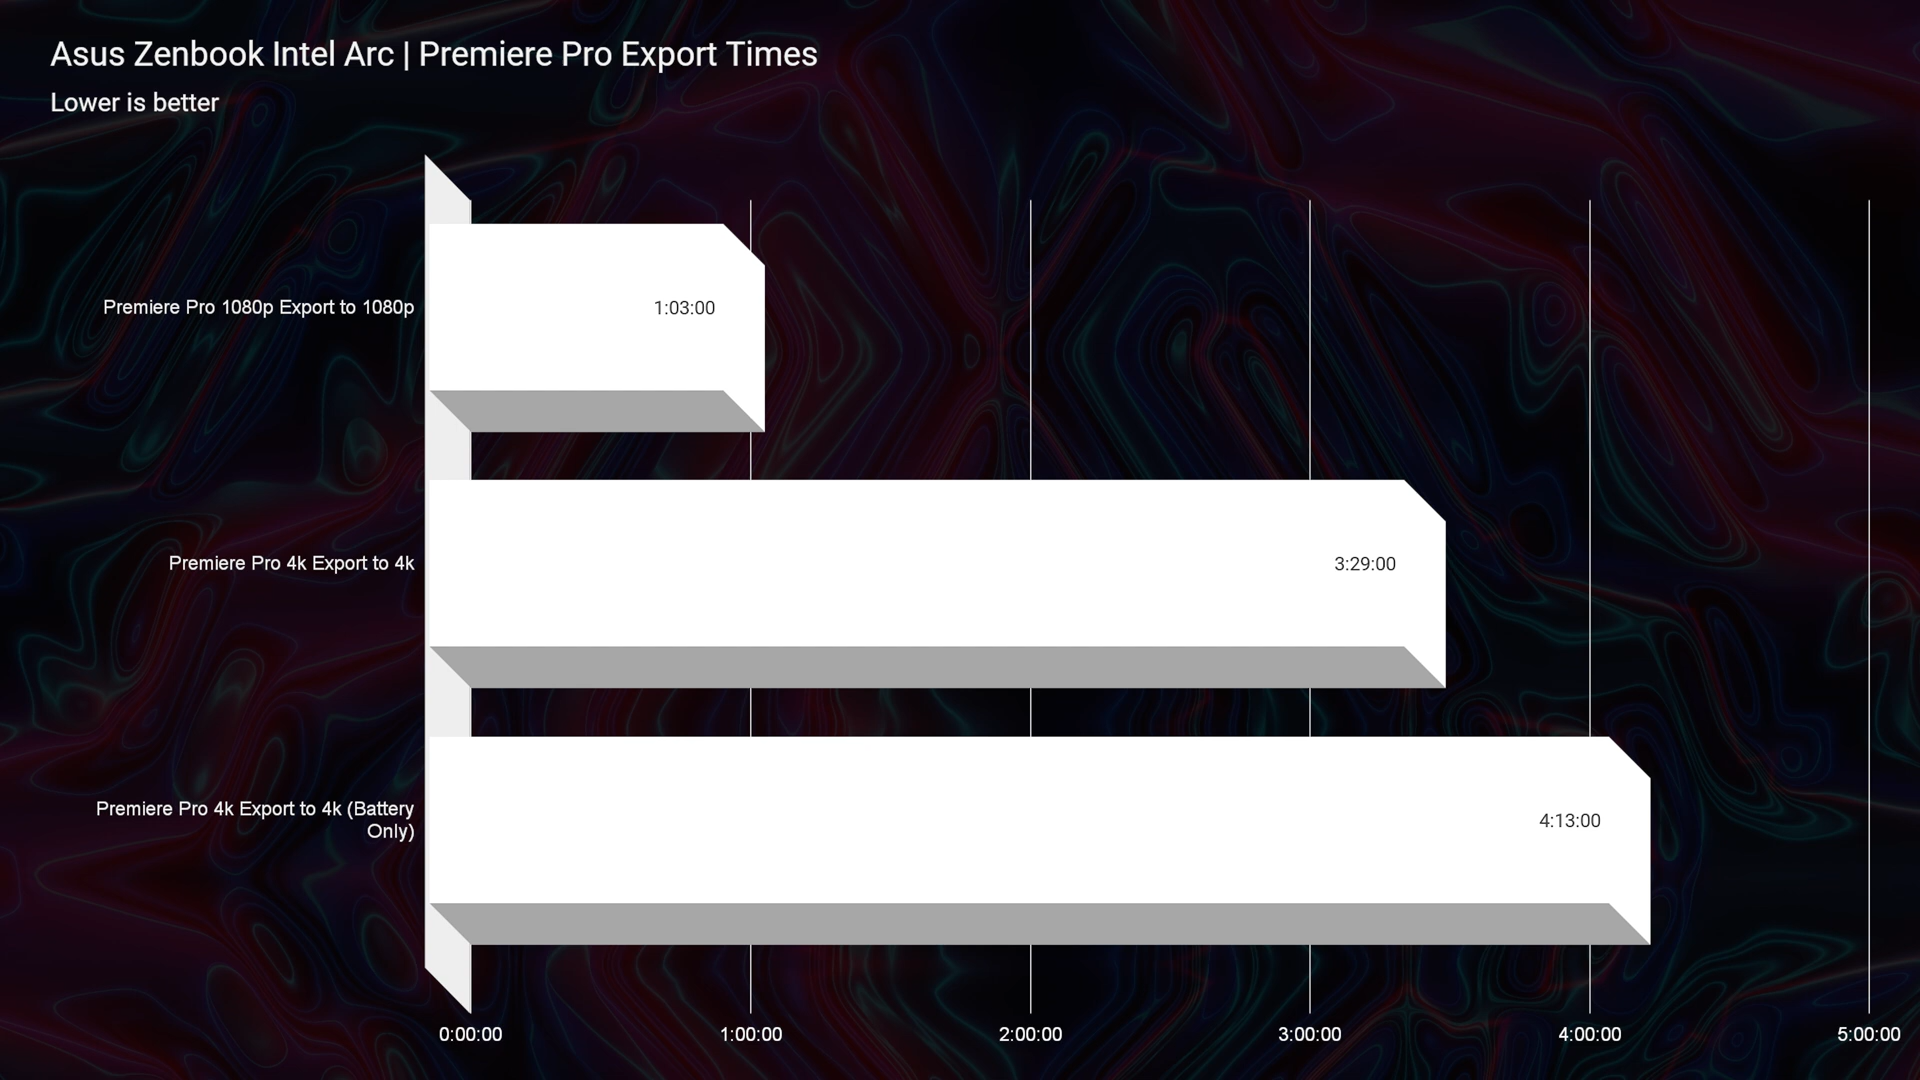 Asus Zenbook Intel Arc | Premiere Pro Export Times
Lower is better
Premiere Pro 1080p Export to 1080p
1:03:00
Premiere Pro 4k Export to 4k
3:29:00
Premiere Pro 4k Export to 4k (Battery
Only)
4:13:00
0:00:00
1:00:00
2:00:00
3:00:00
4:00:00
5:00:00